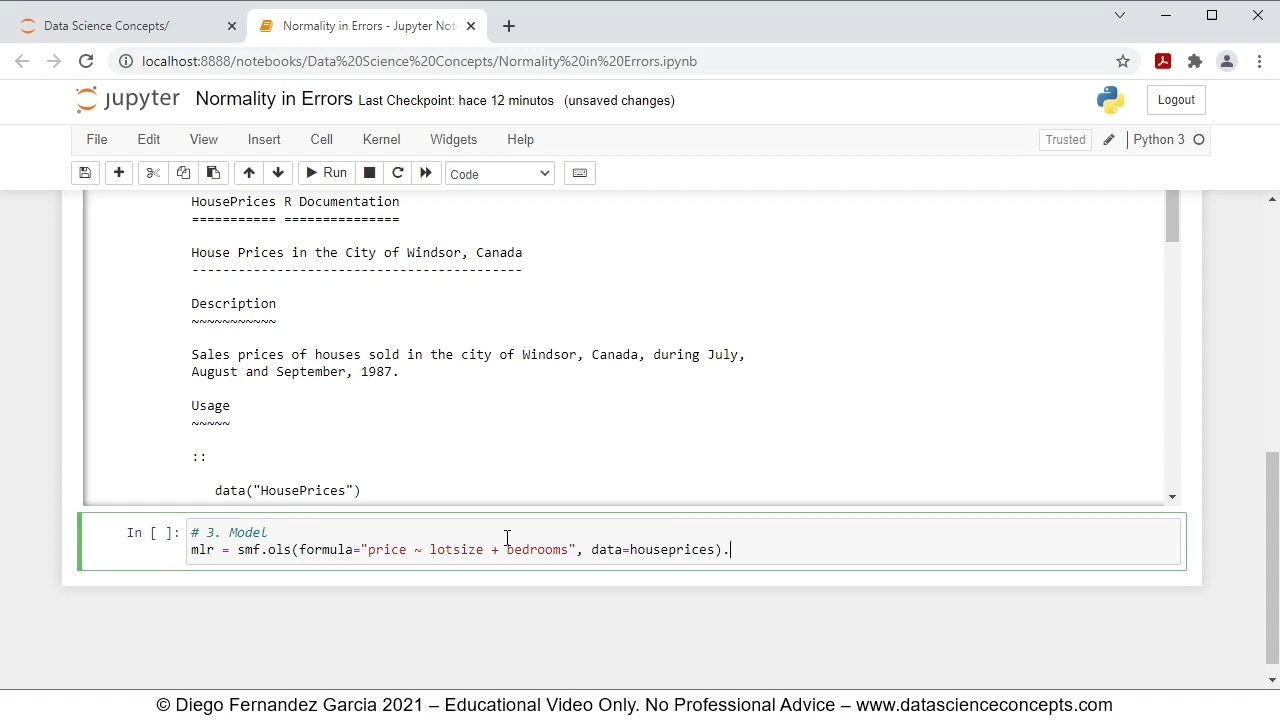 Data Science Concepts/
Normality in Errors - Jupyter Not
localhost:8888/notebooks/Data%20Science%20Concepts/Normality%20in%20Errors.ipynb
jupyter Normality in Errors Last Checkpoint: hace 12 minutos (unsaved changes)
Logout
File Edit View Insert Cell Kernel Widgets Help
Trusted Python 3
Run Code
HousePrices R Documentation
=========== ===============
House Prices in the City of Windsor, Canada
-------------------------------------------
Description
~~~~~~~~~~~
Sales prices of houses sold in the city of Windsor, Canada, during July,
August and September, 1987.
Usage
~~~~~
::
data("HousePrices")
In [ ]: # 3. Model
mlr = smf.ols(formula="price ~ lotsize + bedrooms", data=houseprices).
© Diego Fernandez Garcia 2021 – Educational Video Only. No Professional Advice – www.datascienceconcepts.com